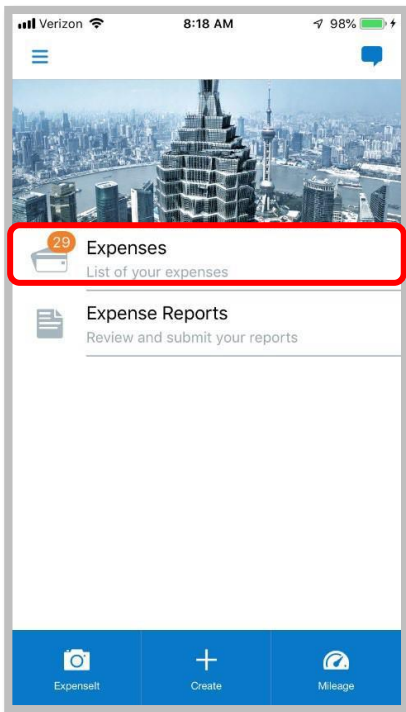 Verizon 8:18 AM 98%
29
Expenses
List of your expenses
Expense Reports
Review and submit your reports
ExpenseIt Create Mileage